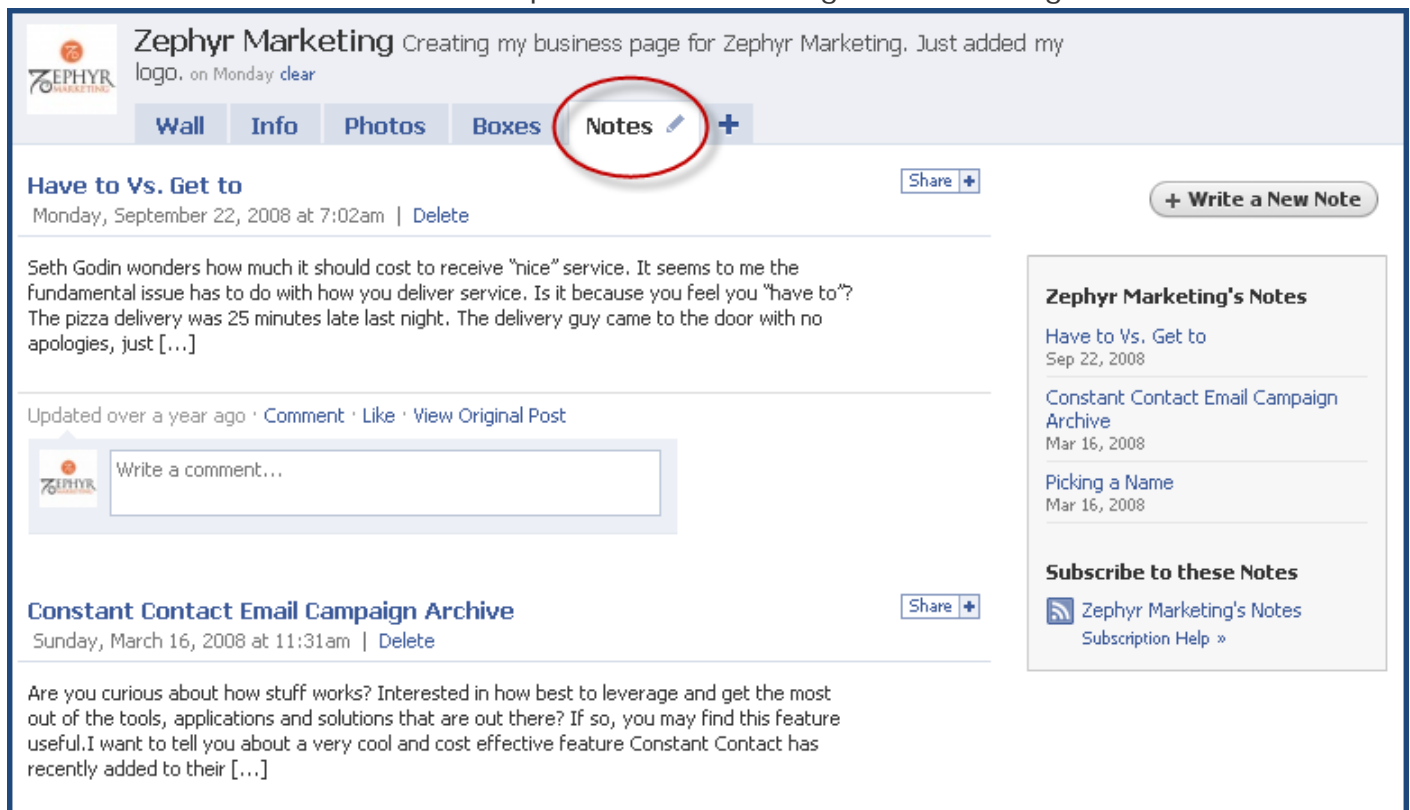 ZEPHYR
MARKETING
Zephyr Marketing Creating my business page for Zephyr Marketing. Just added my
logo. on Monday clear
Wall Info Photos Boxes Notes +
Have to Vs. Get to
Share +
Monday, September 22, 2008 at 7:02am | Delete
+ Write a New Note
Seth Godin wonders how much it should cost to receive "nice" service. It seems to me the
fundamental issue has to do with how you deliver service. Is it because you feel you "have to"?
The pizza delivery was 25 minutes late last night. The delivery guy came to the door with no
apologies, just [...]
Updated over a year ago · Comment · Like · View Original Post
ZEPHYR
Write a comment...
Constant Contact Email Campaign Archive
Share +
Sunday, March 16, 2008 at 11:31am | Delete
Are you curious about how stuff works? Interested in how best to leverage and get the most
out of the tools, applications and solutions that are out there? If so, you may find this feature
useful.I want to tell you about a very cool and cost effective feature Constant Contact has
recently added to their [...]
Zephyr Marketing's Notes
Have to Vs. Get to
Sep 22, 2008
Constant Contact Email Campaign
Archive
Mar 16, 2008
Picking a Name
Mar 16, 2008
Subscribe to these Notes
Zephyr Marketing's Notes
Subscription Help »